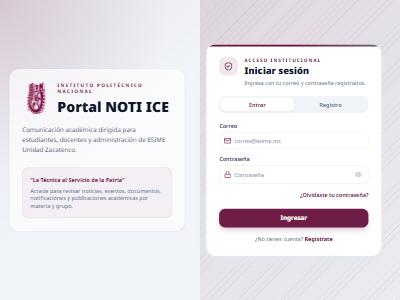 INSTITUTO POLITÉCNICO
NACIONAL
Portal NOTI ICE
Comunicación académica dirigida para
estudiantes, docentes y administración de ESIME
Unidad Zacatenco.
"La Técnica al Servicio de la Patria"
Accede para revisar noticias, eventos, documentos,
notificaciones y publicaciones académicas por
materia y grupo.
ACCESO INSTITUCIONAL
Iniciar sesión
Ingresa con tu correo y contraseña registrados.
Entrar
Registro
Correo
correo@esime.mx
Contraseña
Contraseña
¿Olvidaste tu contraseña?
Ingresar
¿No tienes cuenta? Regístrate